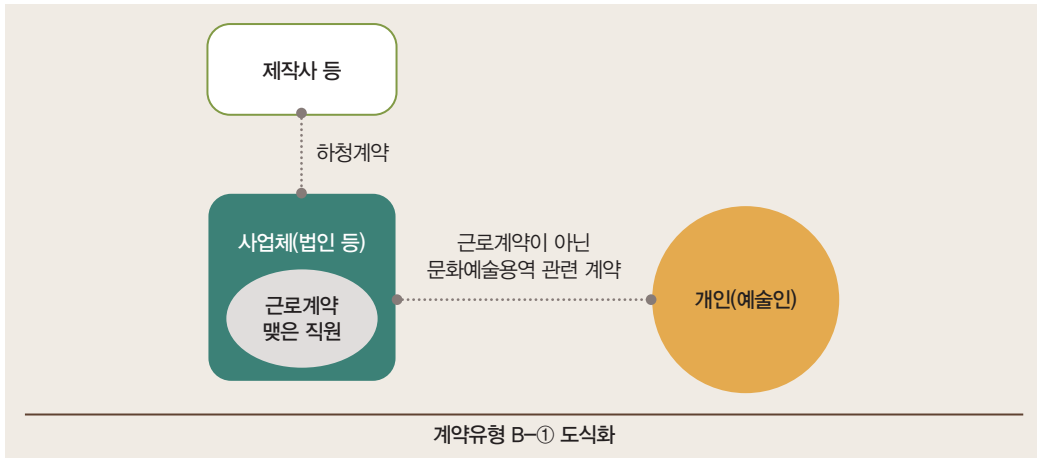 제작사 등
하청계약
사업체(법인 등)
근로계약
맺은 직원
근로계약이 아닌
문화예술용역 관련 계약
개인(예술인)
계약유형 B-① 도식화